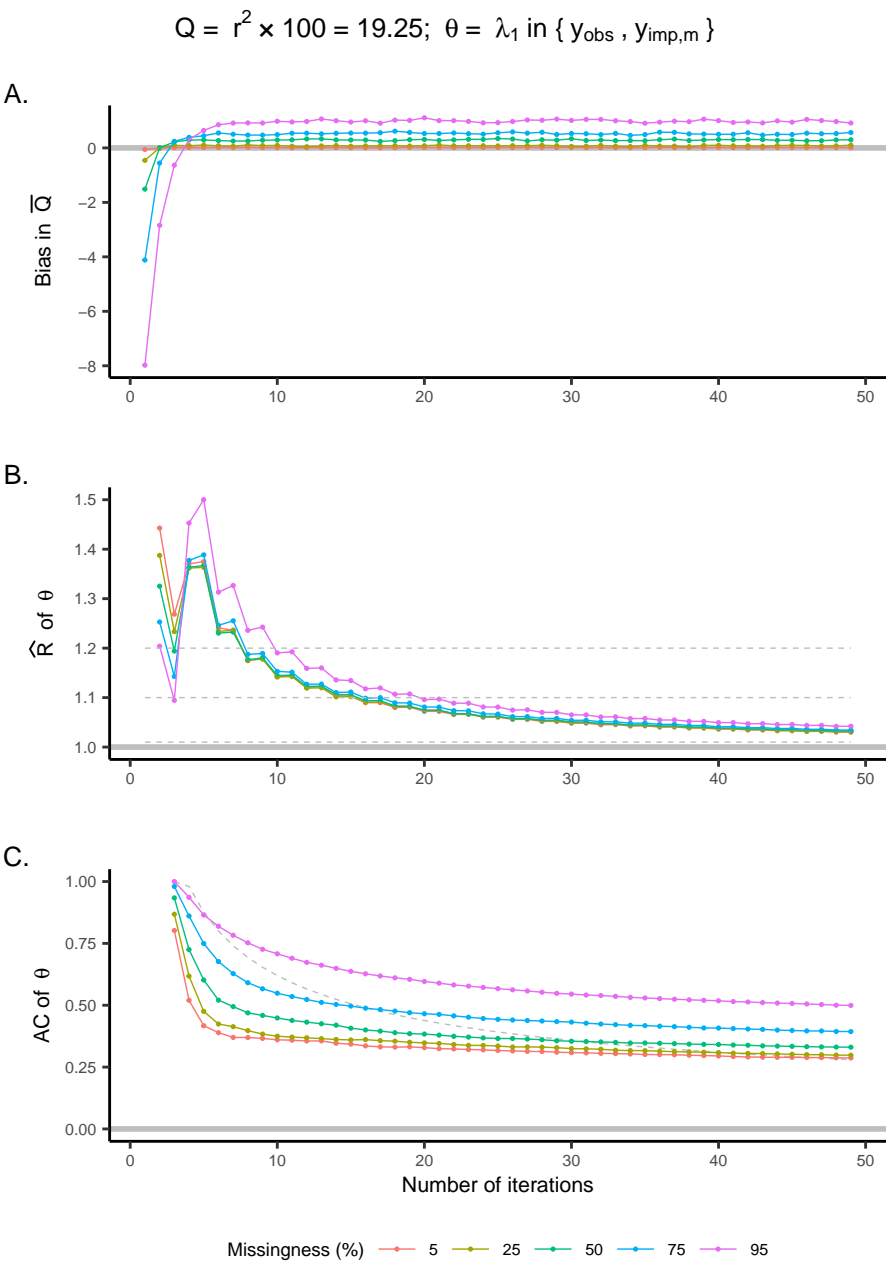 Q = r² × 100 = 19.25; θ = λ₁ in { y_obs , y_imp,m }
A.
Bias in Q̅
0
−2
−4
−6
−8
0 10 20 30 40 50
B.
R̂ of θ
1.5
1.4
1.3
1.2
1.1
1.0
0 10 20 30 40 50
C.
AC of θ
1.00
0.75
0.50
0.25
0.00
0 10 20 30 40 50
Number of iterations
Missingness (%) 5 25 50 75 95